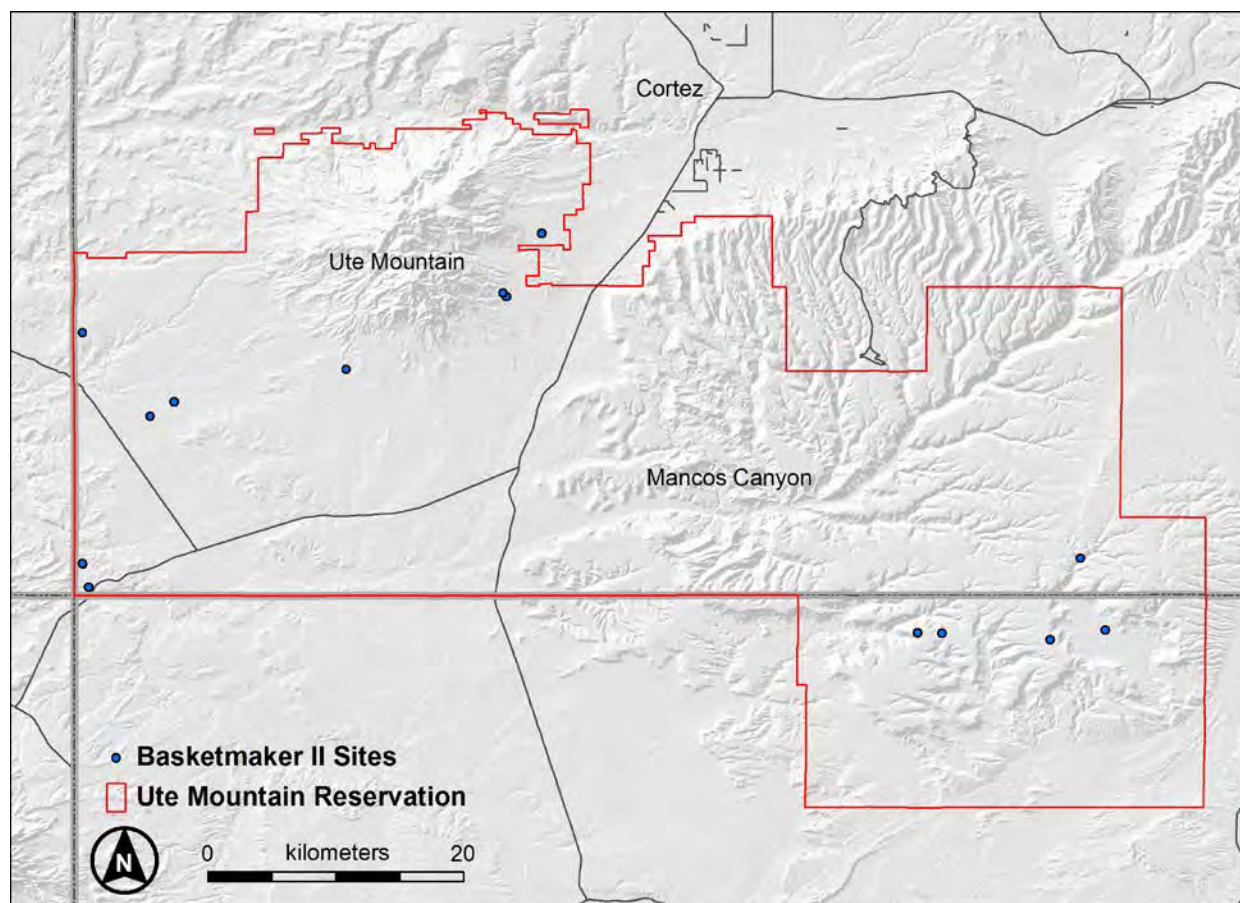 Cortez
Ute Mountain
Mancos Canyon
Basketmaker II Sites
Ute Mountain Reservation
N
0 kilometers 20